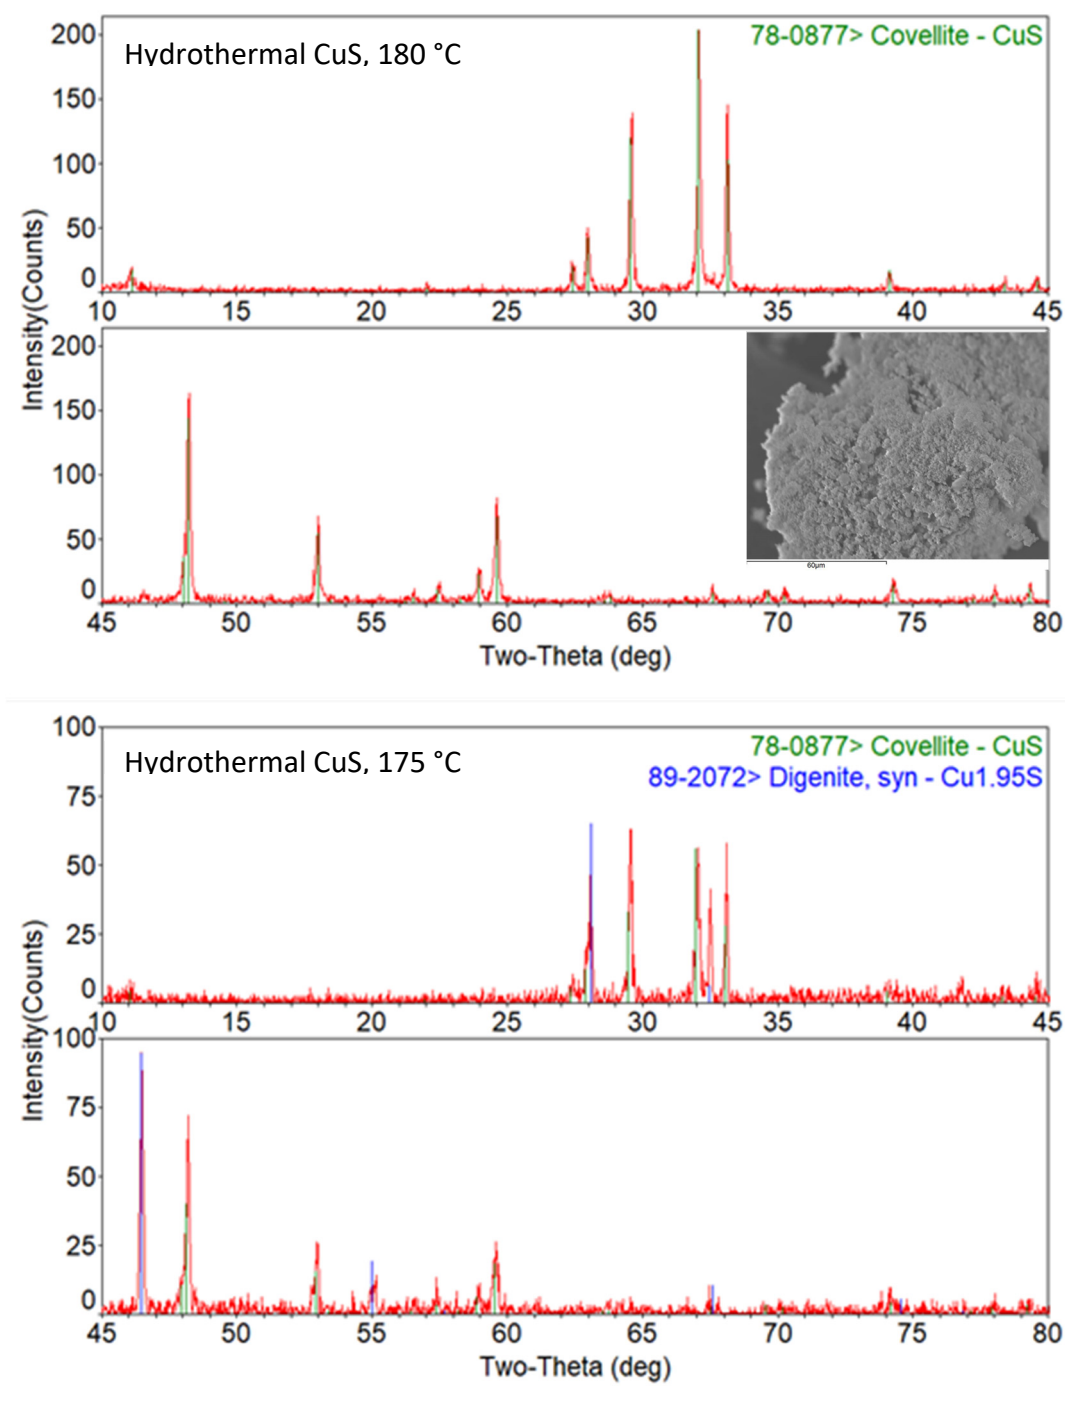 Hydrothermal CuS, 180 °C
78-0877> Covellite - CuS
200
150
100
50
0
10 15 20 25 30 35 40 45
Intensity(Counts)
200
150
100
50
0
60μm
45 50 55 60 65 70 75 80
Two-Theta (deg)
Hydrothermal CuS, 175 °C
78-0877> Covellite - CuS
89-2072> Digenite, syn - Cu1.95S
100
75
50
25
0
10 15 20 25 30 35 40 45
Intensity(Counts)
100
75
50
25
0
45 50 55 60 65 70 75 80
Two-Theta (deg)